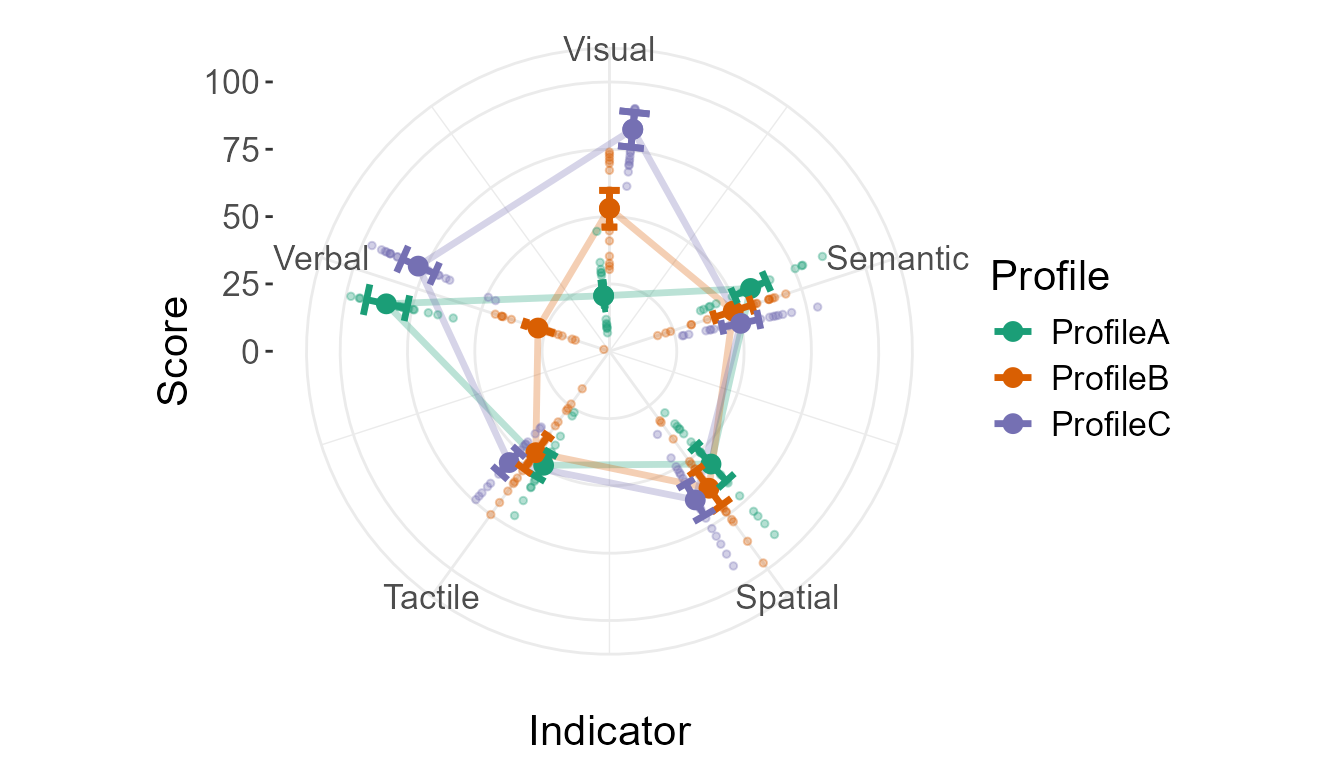 Visual
100
75
50
25
0
Verbal
Semantic
Tactile
Spatial
Score
Indicator
Profile
ProfileA
ProfileB
ProfileC